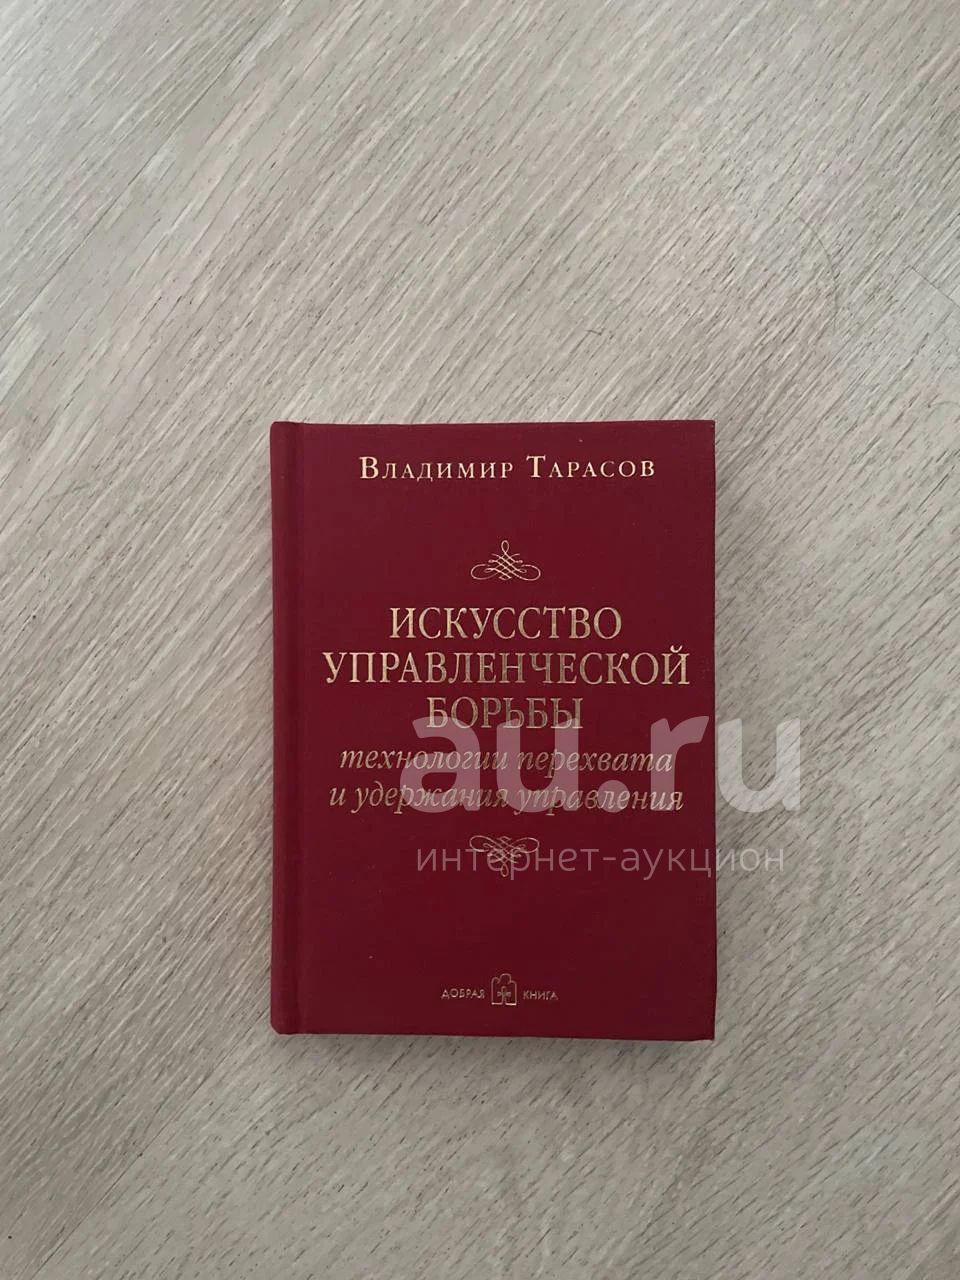 Владимир Тарасов
ИСКУССТВО
УПРАВЛЕНЧЕСКОЙ
БОРЬБЫ
технологии перехвата
и удержания управления
au.ru
интернет-аукцион
ДОБРАЯ КНИГА